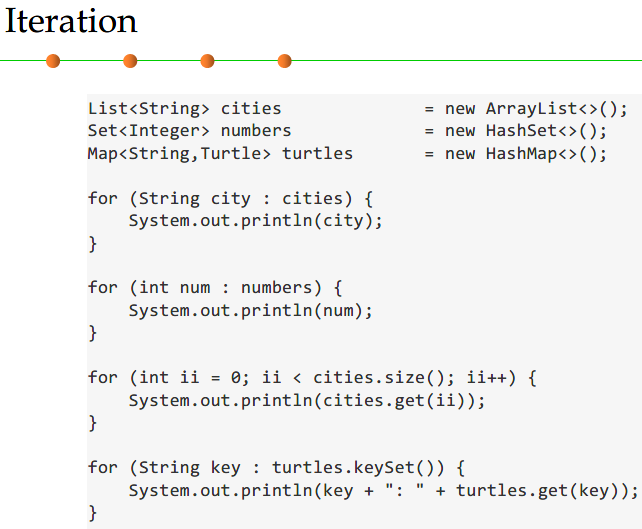 Iteration
List<String> cities = new ArrayList<>();
Set<Integer> numbers = new HashSet<>();
Map<String,Turtle> turtles = new HashMap<>();
for (String city : cities) {
System.out.println(city);
}
for (int num : numbers) {
System.out.println(num);
}
for (int ii = 0; ii < cities.size(); ii++) {
System.out.println(cities.get(ii));
}
for (String key : turtles.keySet()) {
System.out.println(key + ": " + turtles.get(key));
}